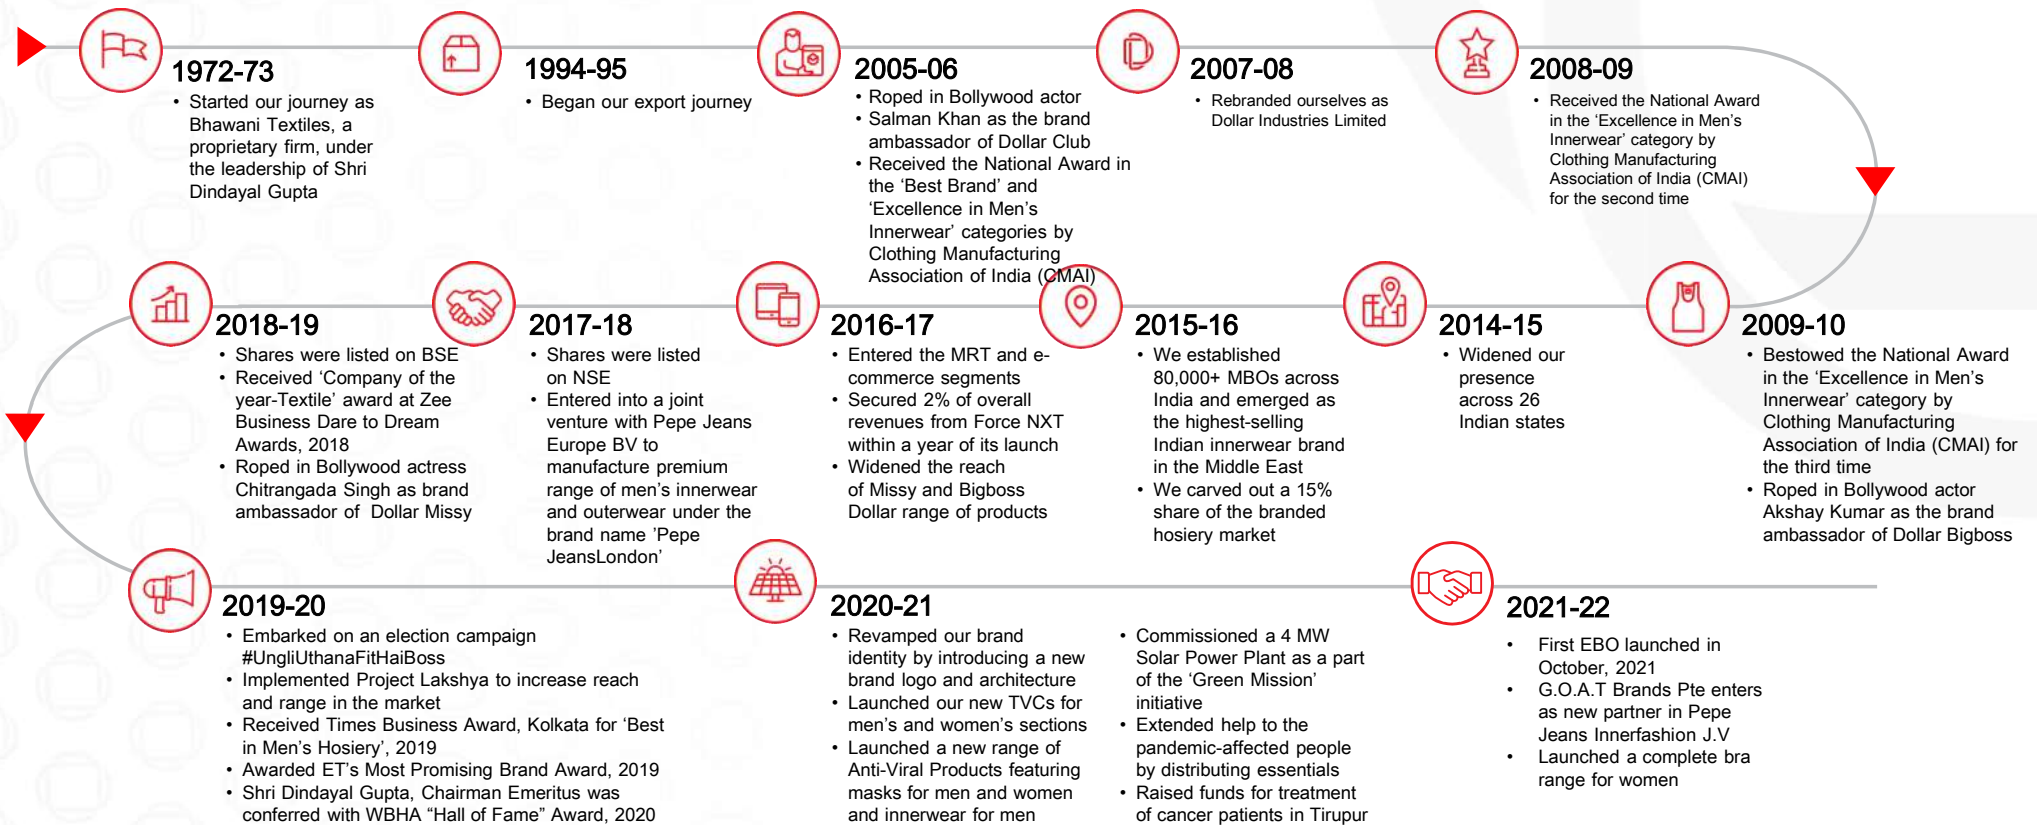 1972-73
• Started our journey as
Bhawani Textiles, a
proprietary firm, under
the leadership of Shri
Dindayal Gupta
1994-95
• Began our export journey
2005-06
• Roped in Bollywood actor
• Salman Khan as the brand
ambassador of Dollar Club
• Received the National Award in
the ‘Best Brand’ and
‘Excellence in Men’s
Innerwear’ categories by
Clothing Manufacturing
Association of India (CMAI)
2007-08
• Rebranded ourselves as
Dollar Industries Limited
2008-09
• Received the National Award
in the ‘Excellence in Men’s
Innerwear’ category by
Clothing Manufacturing
Association of India (CMAI)
for the second time
2009-10
• Bestowed the National Award
in the ‘Excellence in Men’s
Innerwear’ category by
Clothing Manufacturing
Association of India (CMAI) for
the third time
• Roped in Bollywood actor
Akshay Kumar as the brand
ambassador of Dollar Bigboss
2014-15
• Widened our
presence
across 26
Indian states
2015-16
• We established
80,000+ MBOs across
India and emerged as
the highest-selling
Indian innerwear brand
in the Middle East
• We carved out a 15%
share of the branded
hosiery market
2016-17
• Entered the MRT and e-
commerce segments
• Secured 2% of overall
revenues from Force NXT
within a year of its launch
• Widened the reach
of Missy and Bigboss
Dollar range of products
2017-18
• Shares were listed
on NSE
• Entered into a joint
venture with Pepe Jeans
Europe BV to
manufacture premium
range of men’s innerwear
and outerwear under the
brand name ’Pepe
JeansLondon’
2018-19
• Shares were listed on BSE
• Received ‘Company of the
year-Textile’ award at Zee
Business Dare to Dream
Awards, 2018
• Roped in Bollywood actress
Chitrangada Singh as brand
ambassador of Dollar Missy
2019-20
• Embarked on an election campaign
#UngliUthanaFitHaiBoss
• Implemented Project Lakshya to increase reach
and range in the market
• Received Times Business Award, Kolkata for ‘Best
in Men’s Hosiery’, 2019
• Awarded ET’s Most Promising Brand Award, 2019
• Shri Dindayal Gupta, Chairman Emeritus was
conferred with WBHA “Hall of Fame” Award, 2020
2020-21
• Revamped our brand
identity by introducing a new
brand logo and architecture
• Launched our new TVCs for
men’s and women’s sections
• Launched a new range of
Anti-Viral Products featuring
masks for men and women
and innerwear for men
• Commissioned a 4 MW
Solar Power Plant as a part
of the ‘Green Mission’
initiative
• Extended help to the
pandemic-affected people
by distributing essentials
• Raised funds for treatment
of cancer patients in Tirupur
2021-22
• First EBO launched in
October, 2021
• G.O.A.T Brands Pte enters
as new partner in Pepe
Jeans Innerfashion J.V
• Launched a complete bra
range for women